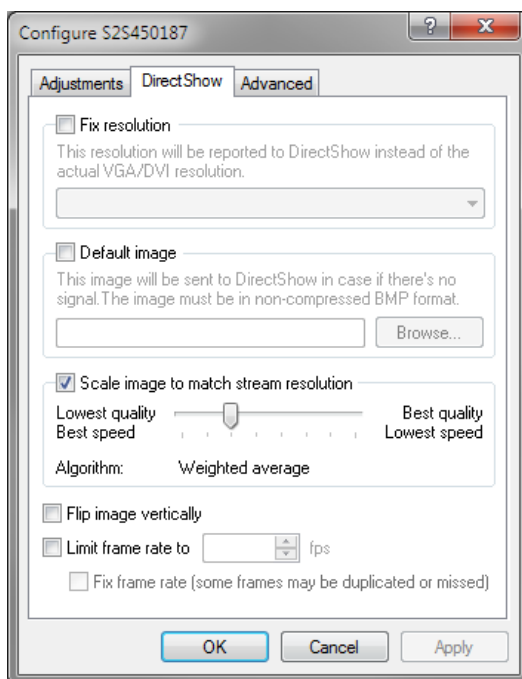 Configure S2S450187
Adjustments DirectShow Advanced
Fix resolution
This resolution will be reported to DirectShow instead of the
actual VGA/DVI resolution.
Default image
This image will be sent to DirectShow in case if there's no
signal.The image must be in non-compressed BMP format.
Browse...
Scale image to match stream resolution
Lowest quality Best quality
Best speed Lowest speed
Algorithm: Weighted average
Flip image vertically
Limit frame rate to fps
Fix frame rate (some frames may be duplicated or missed)
OK Cancel Apply